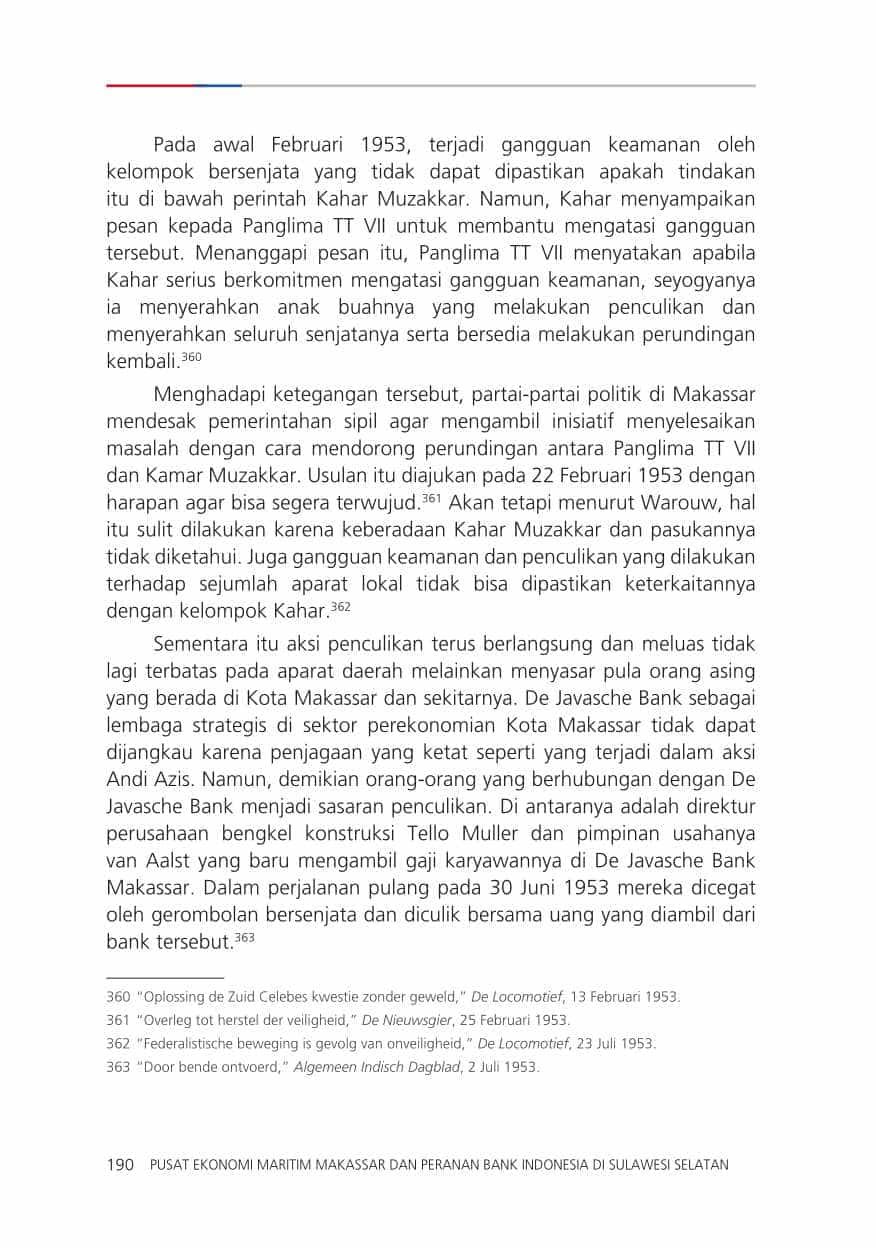 Pada awal Februari 1953, terjadi gangguan keamanan oleh
kelompok bersenjata yang tidak dapat dipastikan apakah tindakan
itu di bawah perintah Kahar Muzakkar. Namun, Kahar menyampaikan
pesan kepada Panglima TT VII untuk membantu mengatasi gangguan
tersebut. Menanggapi pesan itu, Panglima TT VII menyatakan apabila
Kahar serius berkomitmen mengatasi gangguan keamanan, seyogyanya
ia menyerahkan anak buahnya yang melakukan penculikan dan
menyerahkan seluruh senjatanya serta bersedia melakukan perundingan
kembali.360
Menghadapi ketegangan tersebut, partai-partai politik di Makassar
mendesak pemerintahan sipil agar mengambil inisiatif menyelesaikan
masalah dengan cara mendorong perundingan antara Panglima TT VII
dan Kamar Muzakkar. Usulan itu diajukan pada 22 Februari 1953 dengan
harapan agar bisa segera terwujud.361 Akan tetapi menurut Warouw, hal
itu sulit dilakukan karena keberadaan Kahar Muzakkar dan pasukannya
tidak diketahui. Juga gangguan keamanan dan penculikan yang dilakukan
terhadap sejumlah aparat lokal tidak bisa dipastikan keterkaitannya
dengan kelompok Kahar.362
Sementara itu aksi penculikan terus berlangsung dan meluas tidak
lagi terbatas pada aparat daerah melainkan menyasar pula orang asing
yang berada di Kota Makassar dan sekitarnya. De Javasche Bank sebagai
lembaga strategis di sektor perekonomian Kota Makassar tidak dapat
dijangkau karena penjagaan yang ketat seperti yang terjadi dalam aksi
Andi Azis. Namun, demikian orang-orang yang berhubungan dengan De
Javasche Bank menjadi sasaran penculikan. Di antaranya adalah direktur
perusahaan bengkel konstruksi Tello Muller dan pimpinan usahanya
van Aalst yang baru mengambil gaji karyawannya di De Javasche Bank
Makassar. Dalam perjalanan pulang pada 30 Juni 1953 mereka dicegat
oleh gerombolan bersenjata dan diculik bersama uang yang diambil dari
bank tersebut.363
360 “Oplossing de Zuid Celebes kwestie zonder geweld,” De Locomotief, 13 Februari 1953.
361 “Overleg tot herstel der veiligheid,” De Nieuwsgier, 25 Februari 1953.
362 “Federalistische beweging is gevolg van onveiligheid,” De Locomotief, 23 Juli 1953.
363 “Door bende ontvoerd,” Algemeen Indisch Dagblad, 2 Juli 1953.
190 PUSAT EKONOMI MARITIM MAKASSAR DAN PERANAN BANK INDONESIA DI SULAWESI SELATAN